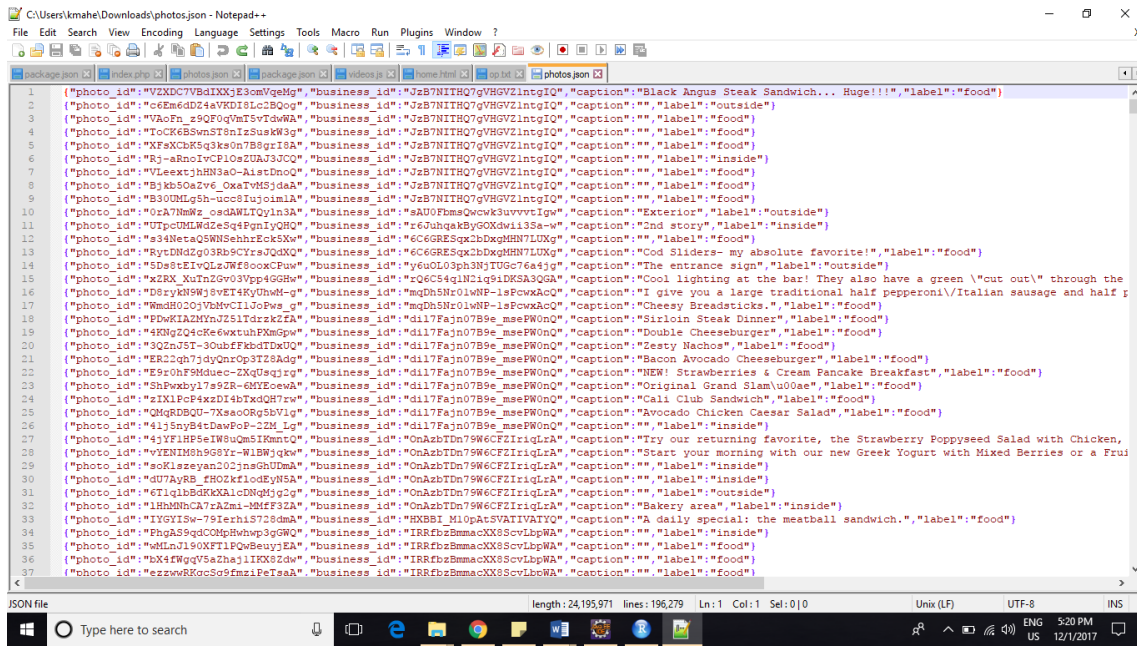 C:\Users\kmahe\Downloads\photos.json - Notepad++
File Edit Search View Encoding Language Settings Tools Macro Run Plugins Window ?
package.json index.php photos.json package.json videos.js home.html op.txt photos.json
1 {"photo_id":"VZXDC7VBdIXXjE3omVqeMg","business_id":"JzB7NITHQ7gVHGVZlntgIQ","caption":"Black Angus Steak Sandwich... Huge!!!","label":"food"}
2 {"photo_id":"c6Em6dDZ4aVKDI8Lc2BQog","business_id":"JzB7NITHQ7gVHGVZlntgIQ","caption":"","label":"outside"}
3 {"photo_id":"VAoFn_z9QF0qVmT5vTdwWA","business_id":"JzB7NITHQ7gVHGVZlntgIQ","caption":"","label":"food"}
4 {"photo_id":"ToCK6BSwnST8nIzSuskW3g","business_id":"JzB7NITHQ7gVHGVZlntgIQ","caption":"","label":"food"}
5 {"photo_id":"XFsXCbK5q3ks0n7B8grI8A","business_id":"JzB7NITHQ7gVHGVZlntgIQ","caption":"","label":"food"}
6 {"photo_id":"Rj-aRnoIvCPlOsZUAJ3JCQ","business_id":"JzB7NITHQ7gVHGVZlntgIQ","caption":"","label":"inside"}
7 {"photo_id":"VLeextjhHN3aO-AistDnoQ","business_id":"JzB7NITHQ7gVHGVZlntgIQ","caption":"","label":"food"}
8 {"photo_id":"Bjkb5OaZv6_OxaTvMSjdaA","business_id":"JzB7NITHQ7gVHGVZlntgIQ","caption":"","label":"food"}
9 {"photo_id":"B30UMLg5h-ucc8IujoimlA","business_id":"JzB7NITHQ7gVHGVZlntgIQ","caption":"","label":"food"}
10 {"photo_id":"0rA7NmWz_osdAWLTQyln3A","business_id":"sAU0FbmsQwcwk3uvvvtIgw","caption":"Exterior","label":"outside"}
11 {"photo_id":"UTpcUMLWdZeSq4PgnIyQHQ","business_id":"r6JuhqakByGOXdwii3Sa-w","caption":"2nd story","label":"inside"}
12 {"photo_id":"s34NetaQ5WNSehhrEck5Xw","business_id":"6C6GRESqx2bDxgMHN7LUXg","caption":"","label":"food"}
13 {"photo_id":"RytDNdZg03Rb9CYrsJQdXQ","business_id":"6C6GRESqx2bDxgMHN7LUXg","caption":"Cod Sliders- my absolute favorite!","label":"food"}
14 {"photo_id":"5Ds8tEIvQLzJWf8ooxCPuw","business_id":"y6uOL03ph3NjTUGc76a4jg","caption":"The entrance sign","label":"outside"}
15 {"photo_id":"xZRX_XuTnZGv03Vpp4GGHw","business_id":"rQ6C54qlN2iq9iDKSA3QGA","caption":"Cool lighting at the bar! They also have a green \"cut out\" through the
16 {"photo_id":"D8rykN9Wj8vET4KyUhwM-g","business_id":"mqDh5Nr0lwNP-lsPcwxAcQ","caption":"I give you a large traditional half pepperoni\/Italian sausage and half p
17 {"photo_id":"WmdH02OjVbMvCIlJoPws_g","business_id":"mqDh5Nr0lwNP-lsPcwxAcQ","caption":"Cheesy Breadsticks.","label":"food"}
18 {"photo_id":"PDwKIAZMYnJZ5lTdrzkZfA","business_id":"dil7Fajn07B9e_msePW0nQ","caption":"Sirloin Steak Dinner","label":"food"}
19 {"photo_id":"4KNgZQ4cKe6wxtuhPXmGpw","business_id":"dil7Fajn07B9e_msePW0nQ","caption":"Double Cheeseburger","label":"food"}
20 {"photo_id":"3QZnJ5T-3OubfFkbdTDxUQ","business_id":"dil7Fajn07B9e_msePW0nQ","caption":"Zesty Nachos","label":"food"}
21 {"photo_id":"ER22qh7jdyQnrOp3TZ8Adg","business_id":"dil7Fajn07B9e_msePW0nQ","caption":"Bacon Avocado Cheeseburger","label":"food"}
22 {"photo_id":"E9r0hF9Mduec-ZXqUsqjrg","business_id":"dil7Fajn07B9e_msePW0nQ","caption":"NEW! Strawberries & Cream Pancake Breakfast","label":"food"}
23 {"photo_id":"ShPwxbyl7s9ZR-6MYEoewA","business_id":"dil7Fajn07B9e_msePW0nQ","caption":"Original Grand Slam\u00ae","label":"food"}
24 {"photo_id":"zIXlPcP4xzDI4bTxdQH7rw","business_id":"dil7Fajn07B9e_msePW0nQ","caption":"Cali Club Sandwich","label":"food"}
25 {"photo_id":"QMqRDBQU-7XsaoORg5bVlg","business_id":"dil7Fajn07B9e_msePW0nQ","caption":"Avocado Chicken Caesar Salad","label":"food"}
26 {"photo_id":"4lj5nyB4tDawPoP-2ZM_Lg","business_id":"dil7Fajn07B9e_msePW0nQ","caption":"","label":"inside"}
27 {"photo_id":"4jYFlHP5eIW8uQm5IKmntQ","business_id":"OnAzbTDn79W6CFZIriqLrA","caption":"Try our returning favorite, the Strawberry Poppyseed Salad with Chicken,
28 {"photo_id":"vYENIM8h9G8Yr-WlBWjqkw","business_id":"OnAzbTDn79W6CFZIriqLrA","caption":"Start your morning with our new Greek Yogurt with Mixed Berries or a Frui
29 {"photo_id":"soKlszeyan202jnsGhUDmA","business_id":"OnAzbTDn79W6CFZIriqLrA","caption":"","label":"inside"}
30 {"photo_id":"dU7AyRB_fHOZkflodEyN5A","business_id":"OnAzbTDn79W6CFZIriqLrA","caption":"","label":"inside"}
31 {"photo_id":"6TlqlbBdKkXAlcDNqMjg2g","business_id":"OnAzbTDn79W6CFZIriqLrA","caption":"","label":"outside"}
32 {"photo_id":"lHhMNhCA7rAZmi-MMfF3ZA","business_id":"OnAzbTDn79W6CFZIriqLrA","caption":"Bakery area","label":"inside"}
33 {"photo_id":"IYGYISw-79IerhiS728dmA","business_id":"HXBBI_Ml0pAtSVATIVATYQ","caption":"A daily special: the meatball sandwich.","label":"food"}
34 {"photo_id":"PhgAS9qdCOMpHwhwp3gGWQ","business_id":"IRRfbzBmmacXX8ScvLbpWA","caption":"","label":"inside"}
35 {"photo_id":"wMLnJl90XFTlPQwBeuyjEA","business_id":"IRRfbzBmmacXX8ScvLbpWA","caption":"","label":"food"}
36 {"photo_id":"bX4fWgqV5aZhajlIKX8Zdw","business_id":"IRRfbzBmmacXX8ScvLbpWA","caption":"","label":"food"}
37 {"photo_id":"ezzwwRKgcSg9fmziPeTsaA","business_id":"IRRfbzBmmacXX8ScvLbpWA","caption":"","label":"food"}
JSON file length : 24,195,971 lines : 196,279 Ln : 1 Col : 1 Sel : 0 | 0 Unix (LF) UTF-8 INS
Type here to search ENG 5:20 PM
US 12/1/2017